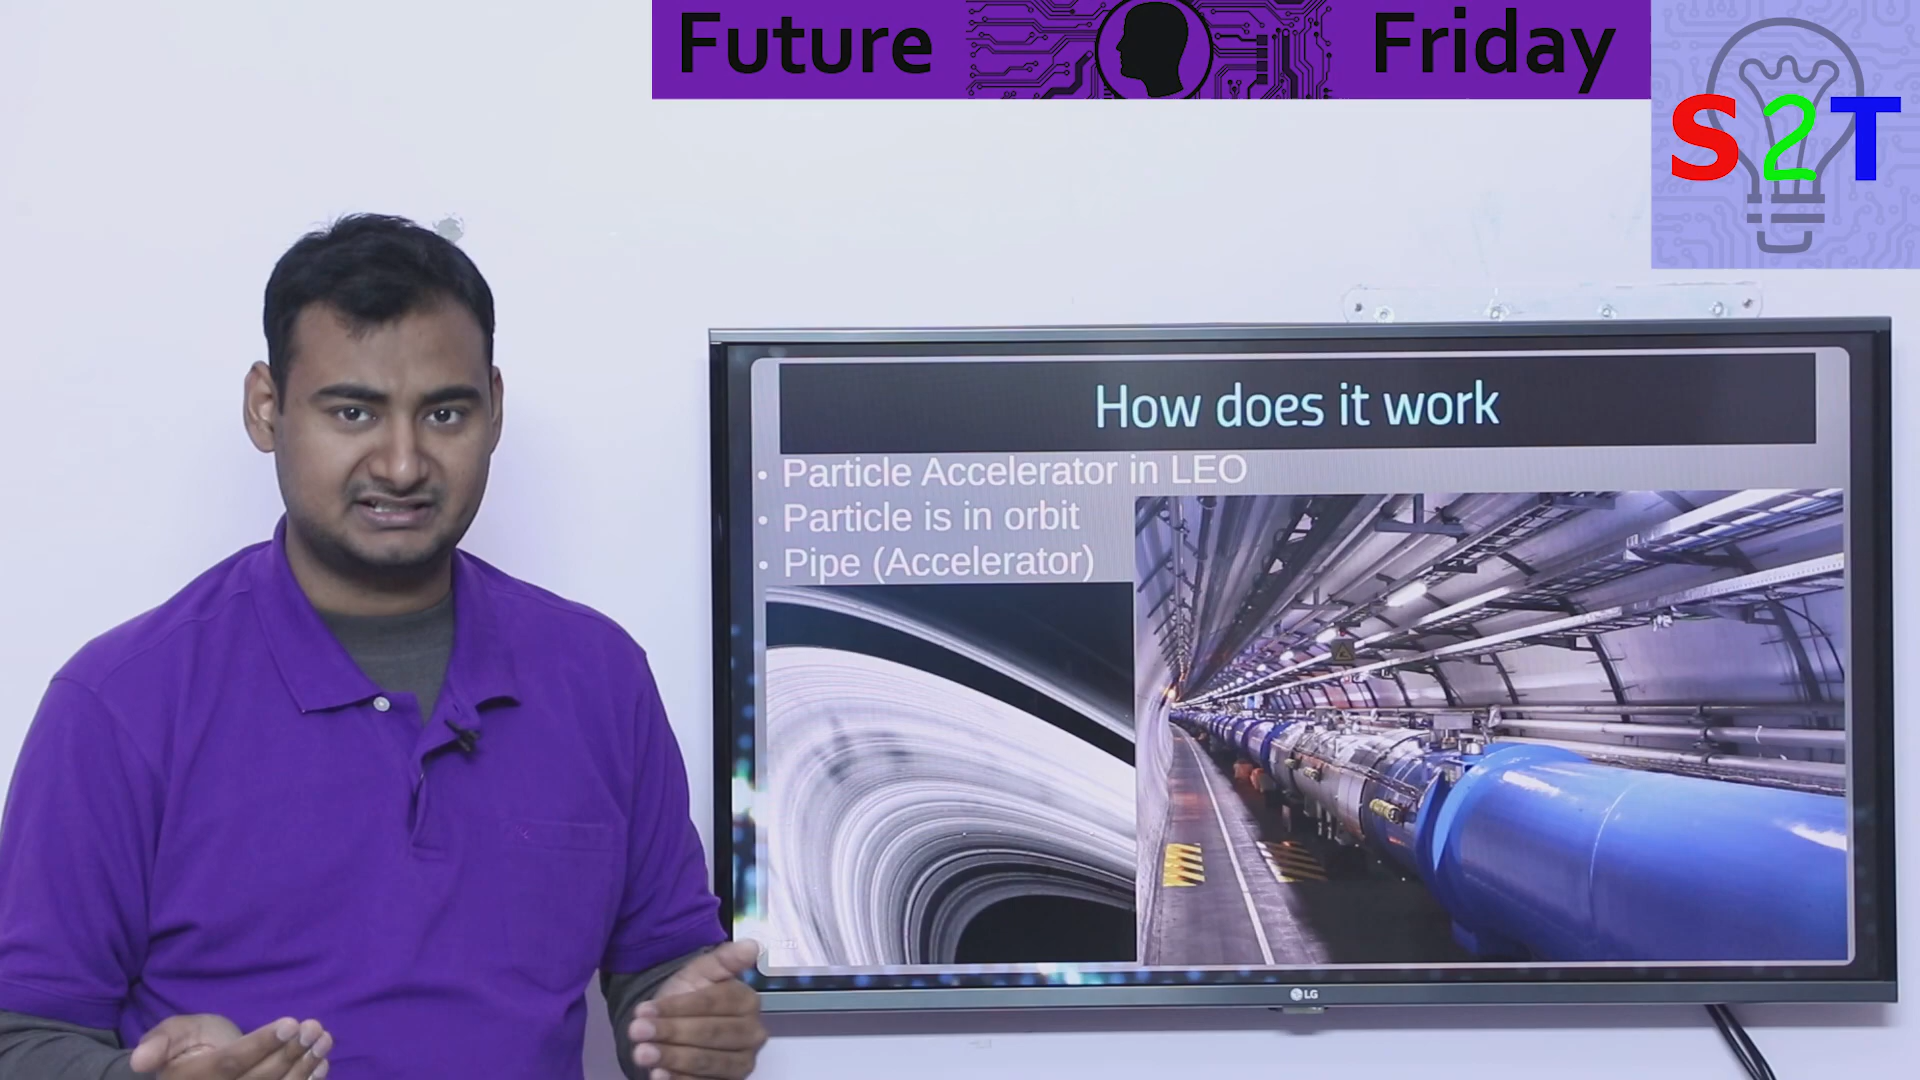 Future Friday
S2T
How does it work
• Particle Accelerator in LEO
• Particle is in orbit
• Pipe (Accelerator)
LG